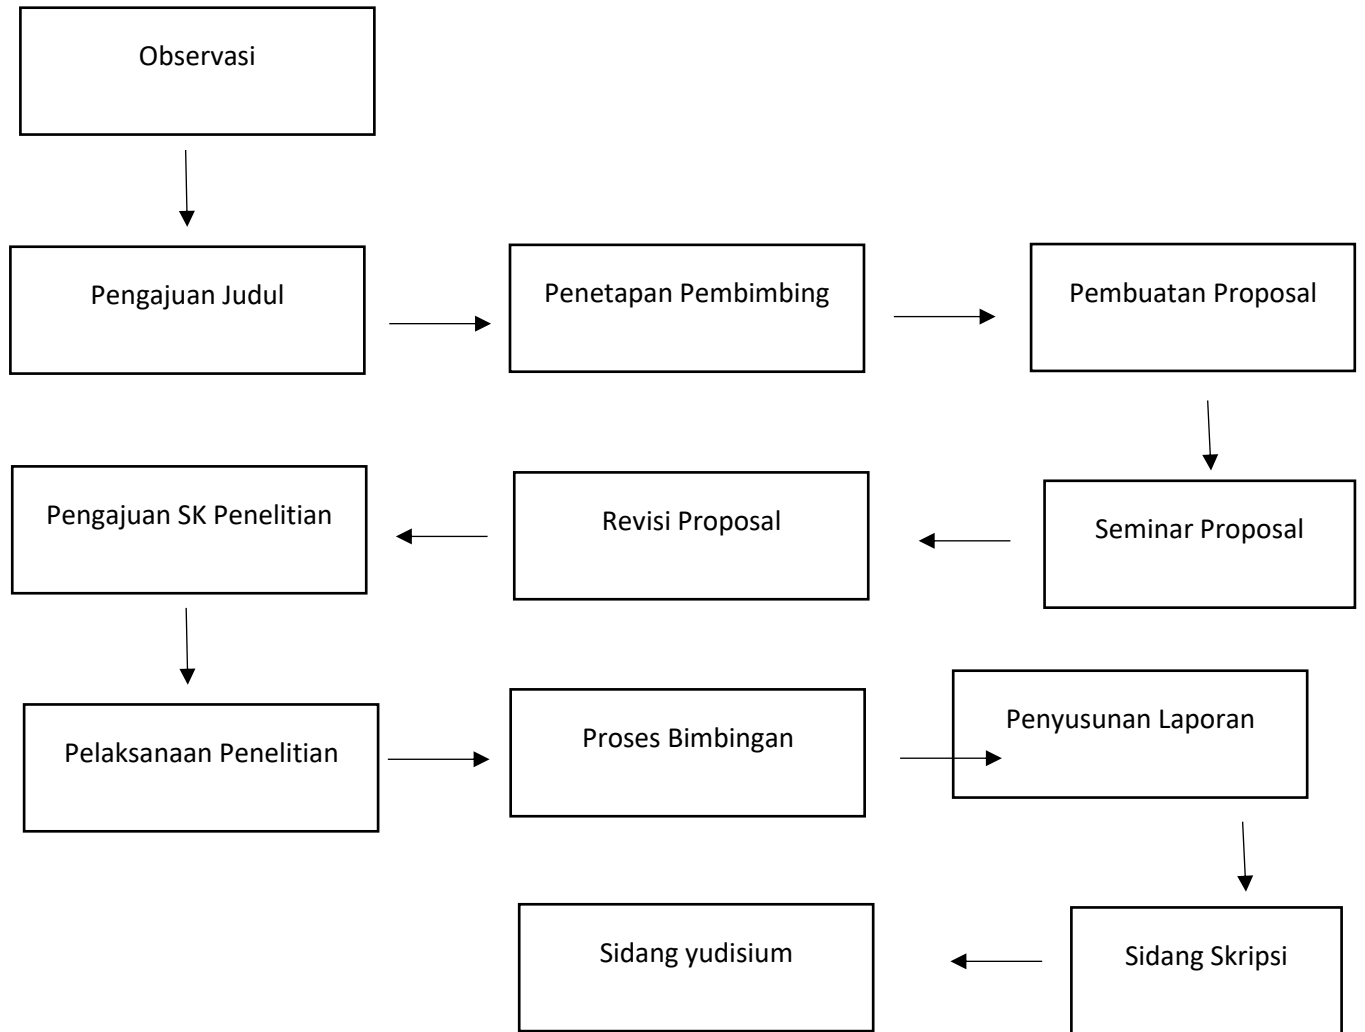 Observasi
Pengajuan Judul
Penetapan Pembimbing
Pembuatan Proposal
Seminar Proposal
Revisi Proposal
Pengajuan SK Penelitian
Pelaksanaan Penelitian
Proses Bimbingan
Penyusunan Laporan
Sidang Skripsi
Sidang yudisium